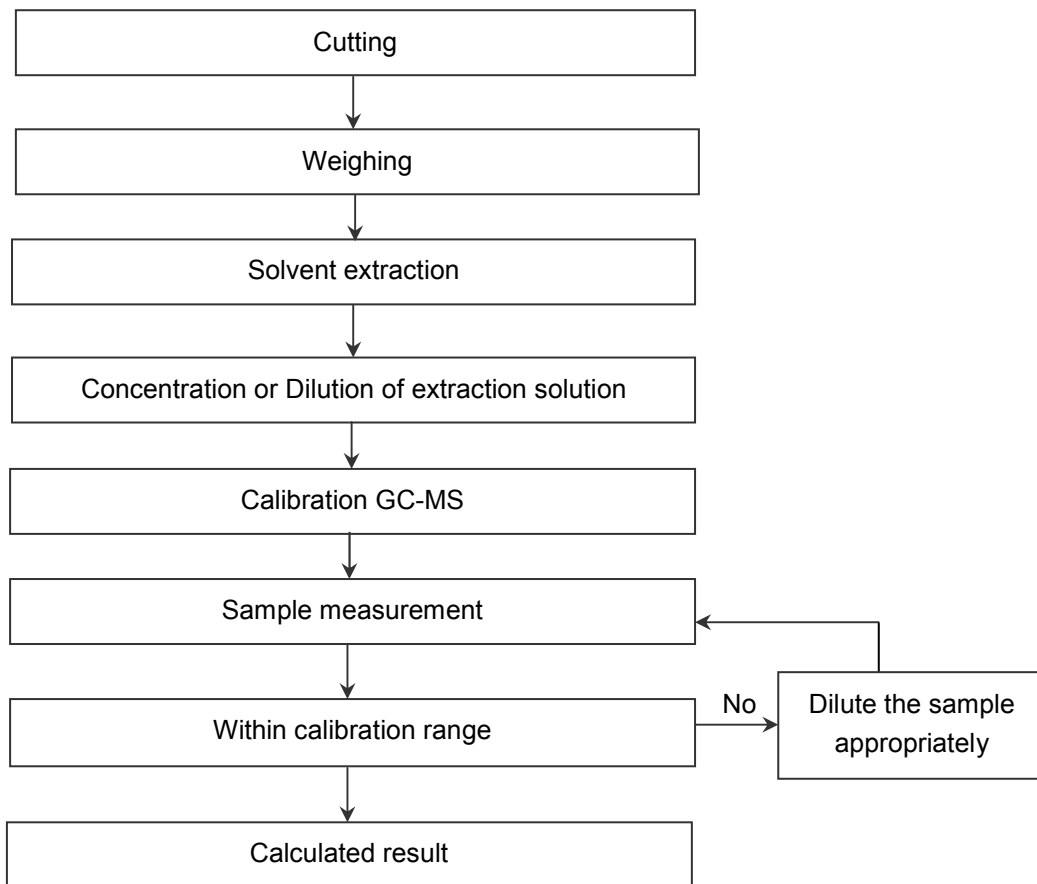 Cutting
Weighing
Solvent extraction
Concentration or Dilution of extraction solution
Calibration GC-MS
Sample measurement
Within calibration range
No
Dilute the sample
appropriately
Calculated result